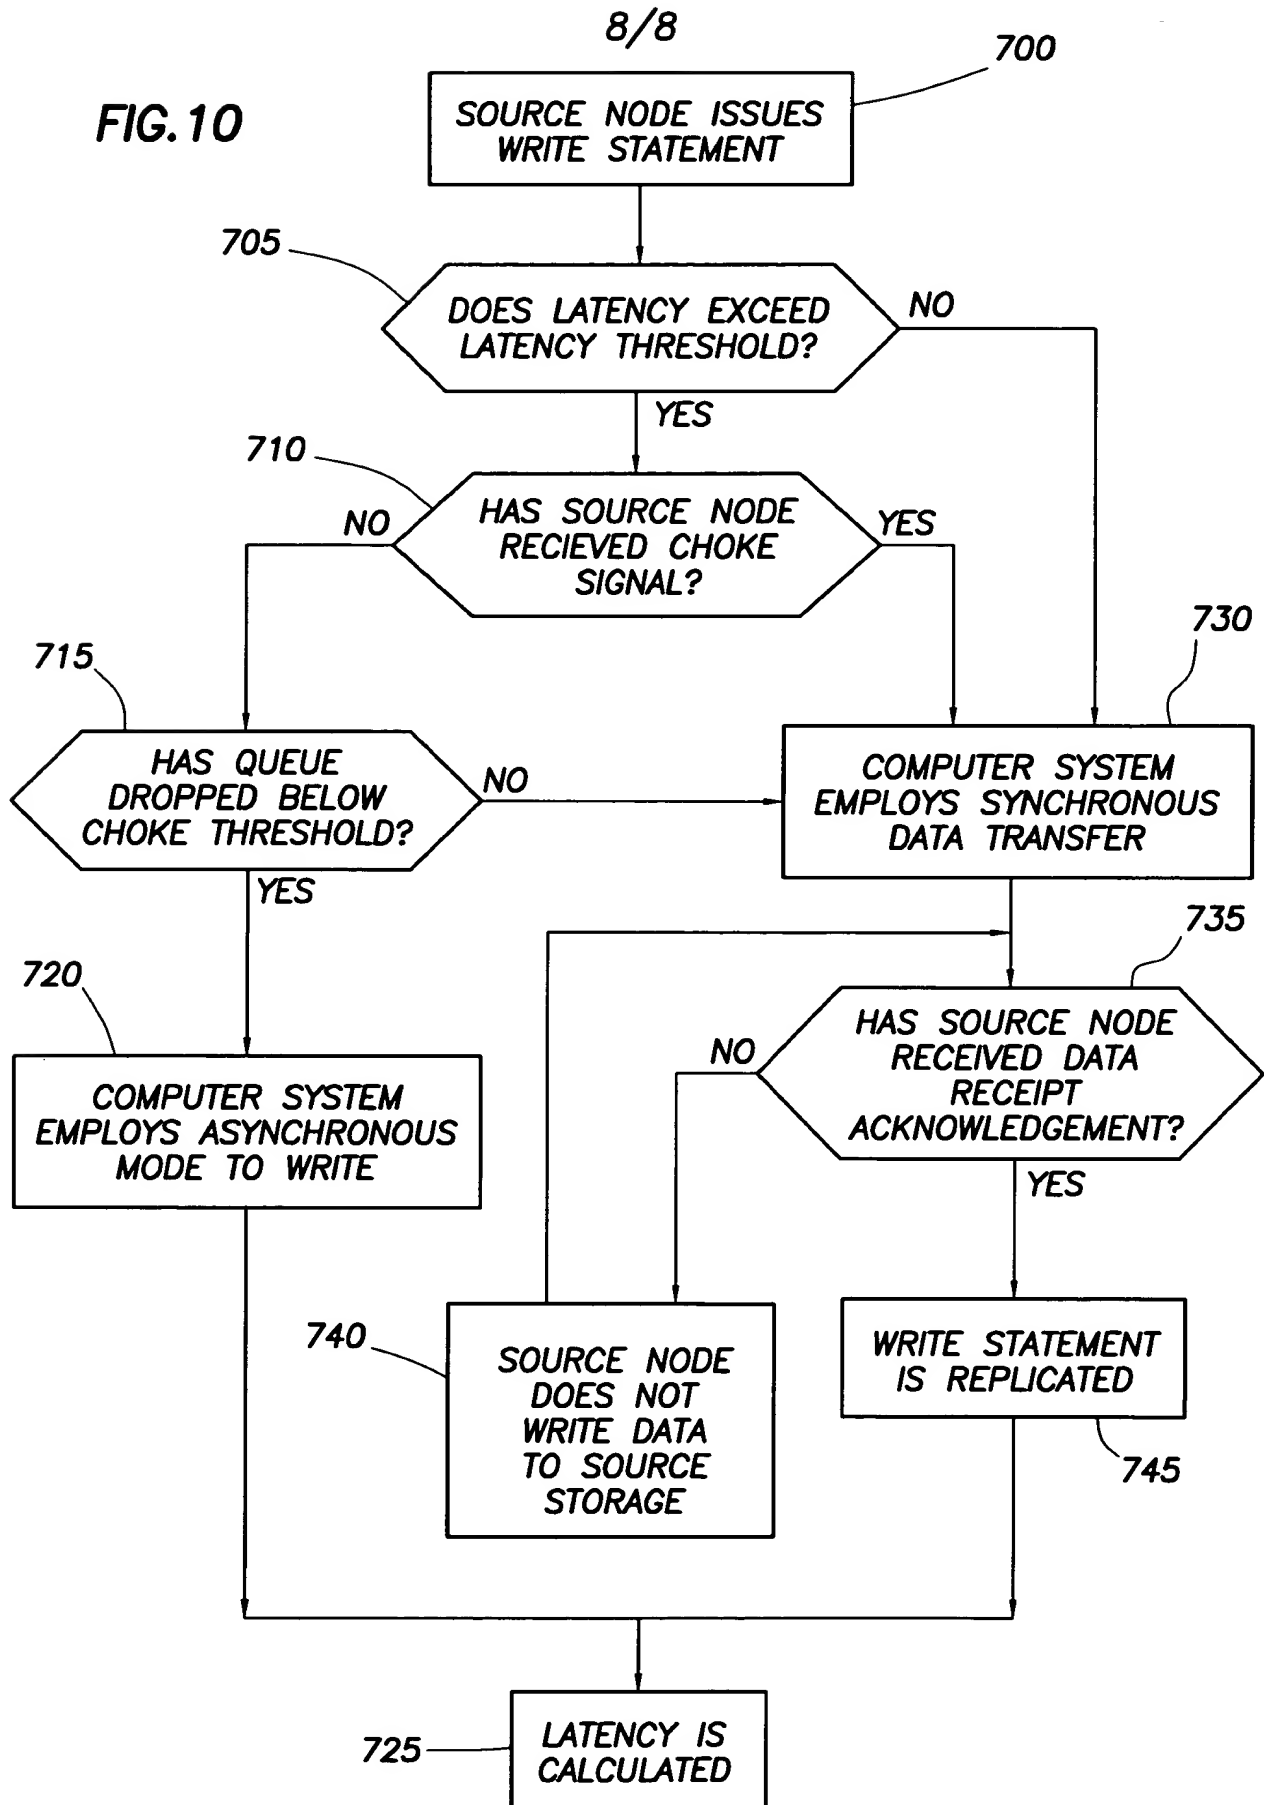 8/8
700
FIG.10
SOURCE NODE ISSUES
WRITE STATEMENT
705
DOES LATENCY EXCEED
LATENCY THRESHOLD?
NO
YES
710
HAS SOURCE NODE
RECIEVED CHOKE
SIGNAL?
NO
YES
715
HAS QUEUE
DROPPED BELOW
CHOKE THRESHOLD?
NO
YES
730
COMPUTER SYSTEM
EMPLOYS SYNCHRONOUS
DATA TRANSFER
720
COMPUTER SYSTEM
EMPLOYS ASYNCHRONOUS
MODE TO WRITE
735
HAS SOURCE NODE
RECEIVED DATA
RECEIPT
ACKNOWLEDGEMENT?
NO
YES
740
SOURCE NODE
DOES NOT
WRITE DATA
TO SOURCE
STORAGE
WRITE STATEMENT
IS REPLICATED
745
725
LATENCY IS
CALCULATED